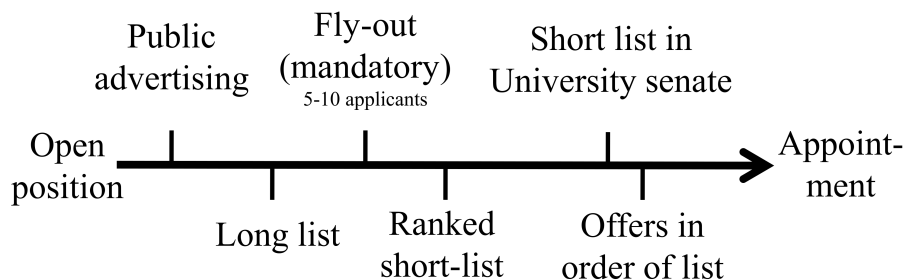 Public
advertising
Fly-out
(mandatory)
5-10 applicants
Short list in
University senate
Open
position
Appoint-
ment
Long list
Ranked
short-list
Offers in
order of list